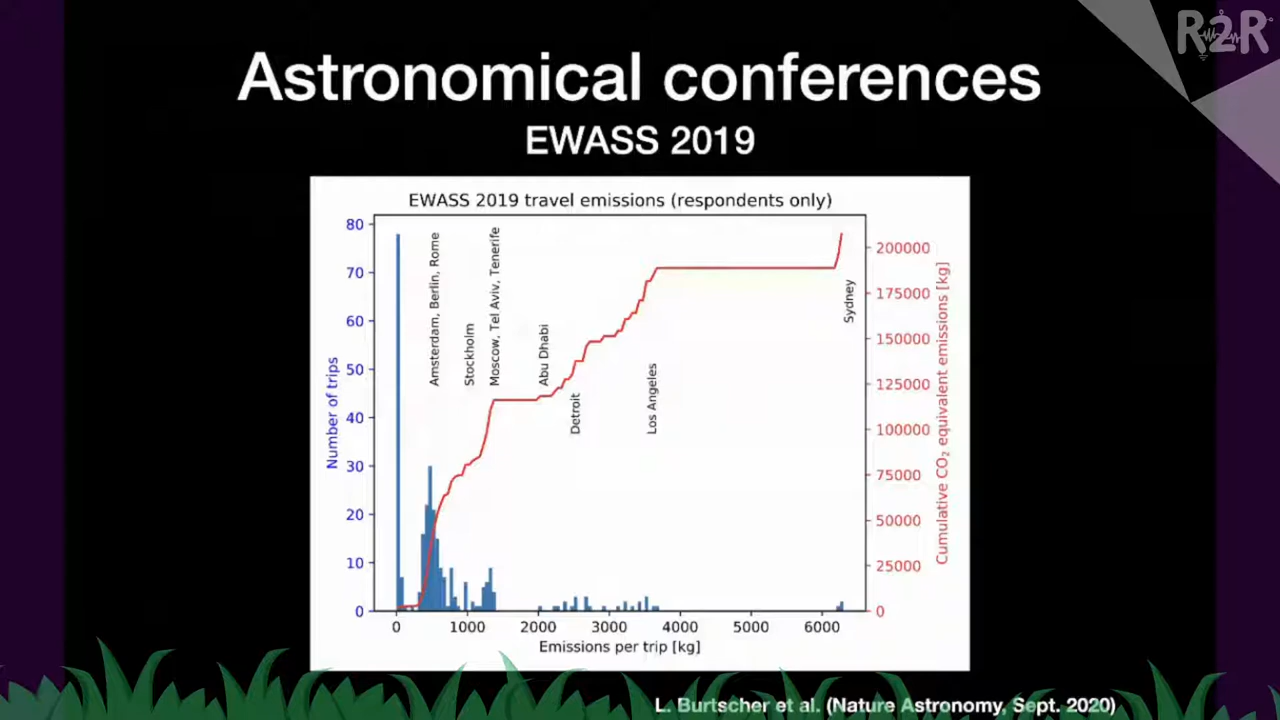 R2R
Astronomical conferences
EWASS 2019
EWASS 2019 travel emissions (respondents only)
80
70
60
50
40
30
20
10
0
Number of trips
Amsterdam, Berlin, Rome
Stockholm
Moscow, Tel Aviv, Tenerife
Abu Dhabi
Detroit
Los Angeles
Sydney
200000
175000
150000
125000
100000
75000
50000
25000
0
Cumulative CO₂ equivalent emissions [kg]
0 1000 2000 3000 4000 5000 6000
Emissions per trip [kg]
L. Burtscher et al. (Nature Astronomy, Sept. 2020)